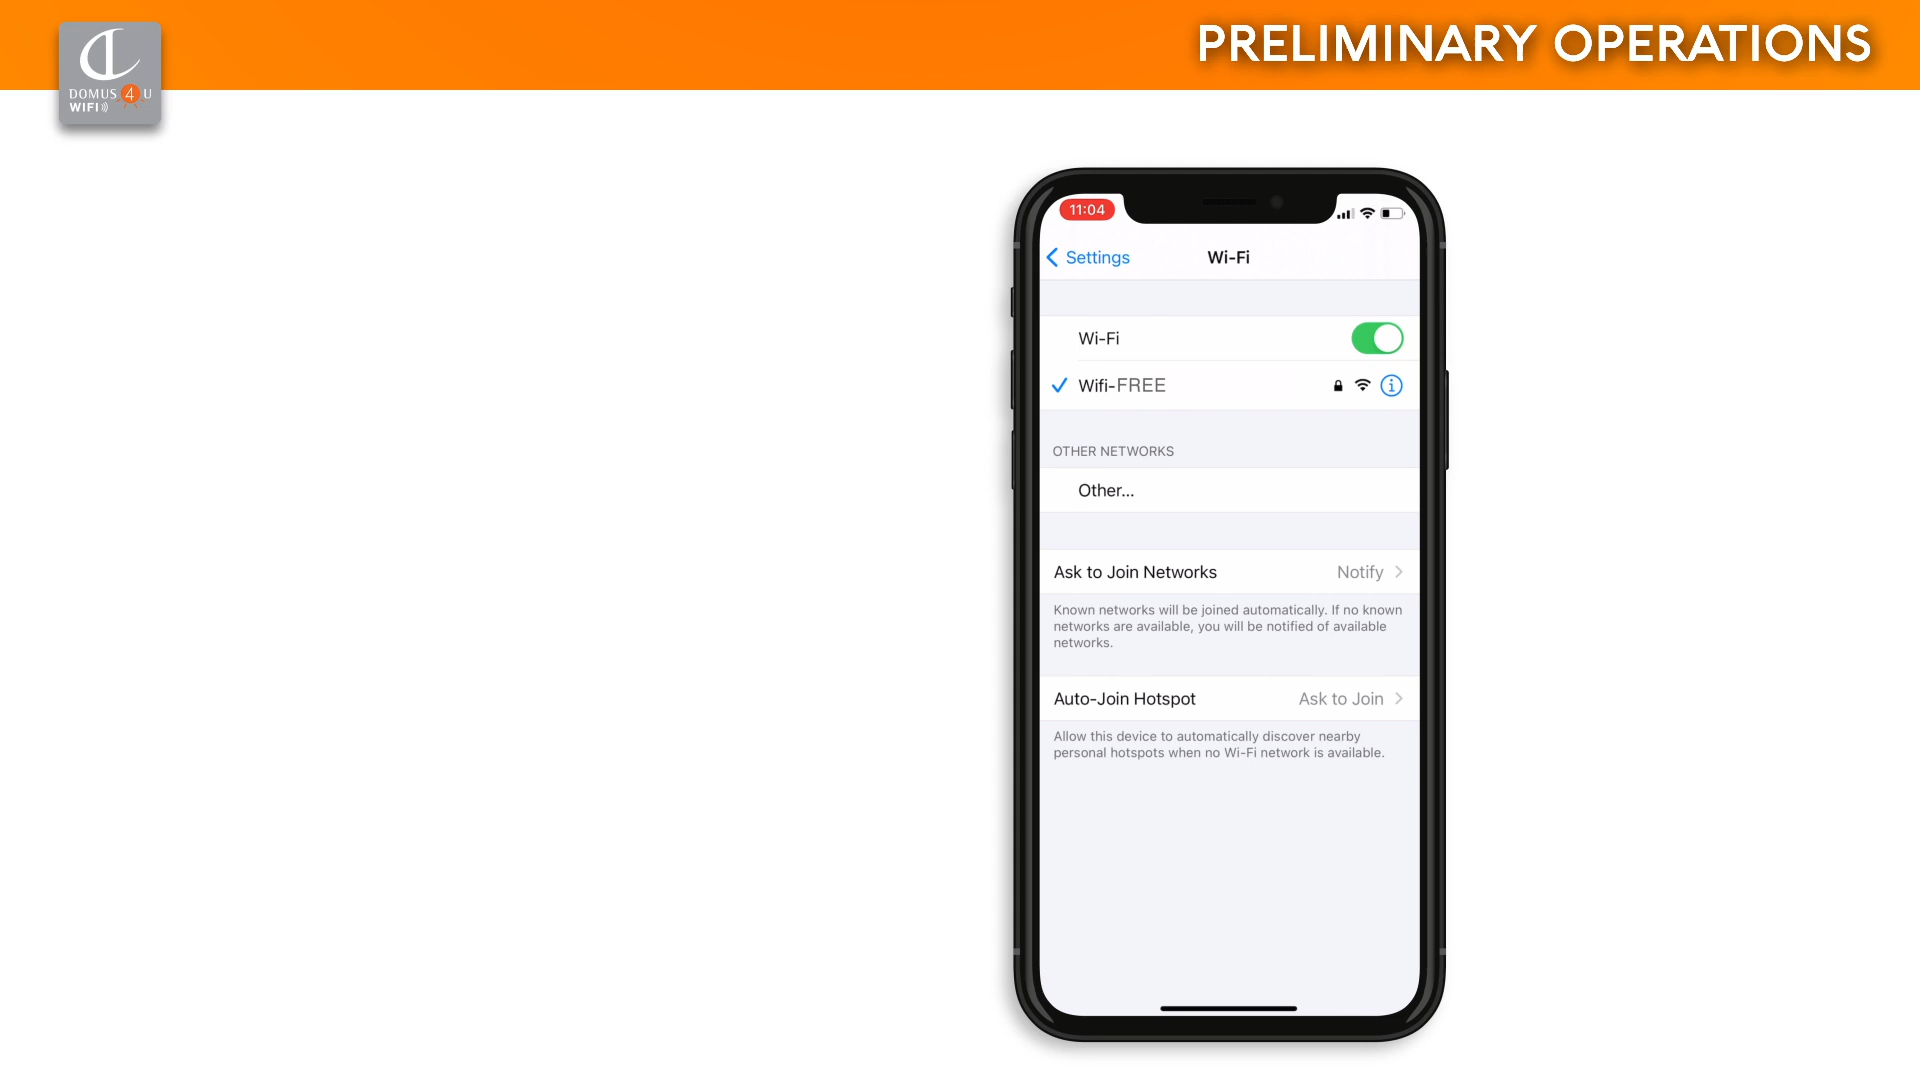 PRELIMINARY OPERATIONS
DOMUS 4 U
WIFI
11:04
Settings
Wi-Fi
Wi-Fi
Wifi-FREE
OTHER NETWORKS
Other...
Ask to Join Networks Notify
Known networks will be joined automatically. If no known
networks are available, you will be notified of available
networks.
Auto-Join Hotspot Ask to Join
Allow this device to automatically discover nearby
personal hotspots when no Wi-Fi network is available.